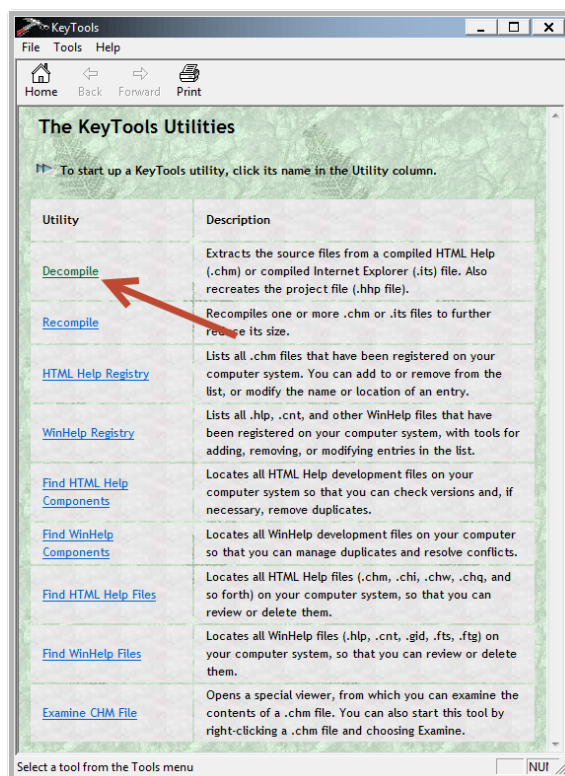 KeyTools
File Tools Help
Home Back Forward Print
The KeyTools Utilities
To start up a KeyTools utility, click its name in the Utility column.
Utility Description
Decompile
Extracts the source files from a compiled HTML Help
(.chm) or compiled Internet Explorer (.its) file. Also
recreates the project file (.hhp file).
Recompile
Recompiles one or more .chm or .its files to further
its size.
HTML Help Registry
Lists all .chm files that have been registered on your
computer system. You can add to or remove from the
list, or modify the name or location of an entry.
WinHelp Registry
Lists all .hlp, .cnt, and other WinHelp files that have
been registered on your computer system, with tools for
adding, removing, or modifying entries in the list.
Find HTML Help
Components
Locates all HTML Help development files on your
computer system so that you can check versions and, if
necessary, remove duplicates.
Find WinHelp
Components
Locates all WinHelp development files on your computer
so that you can manage duplicates and resolve conflicts.
Find HTML Help Files
Locates all HTML Help files (.chm, .chi, .chw, .chq, and
so forth) on your computer system, so that you can
review or delete them.
Find WinHelp Files
Locates all WinHelp files (.hlp, .cnt, .gid, .fts, .ftg) on
your computer system, so that you can review or delete
them.
Examine CHM File
Opens a special viewer, from which you can examine the
contents of a .chm file. You can also start this tool by
right-clicking a .chm file and choosing Examine.
Select a tool from the Tools menu